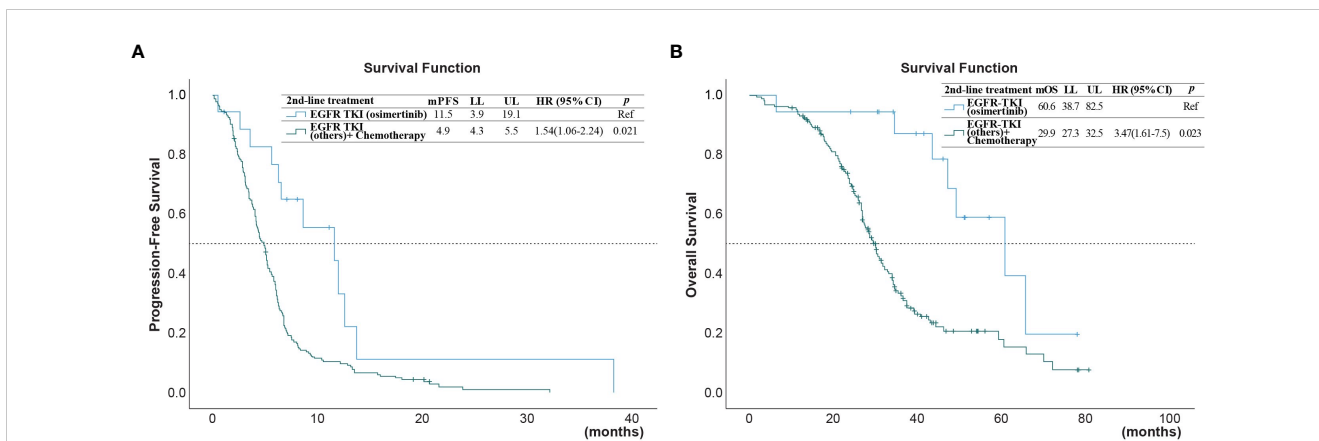 A
Survival Function
2nd-line treatment mPFS LL UL HR (95% CI) p
EGFR TKI (osimertinib) 11.5 3.9 19.1 Ref
EGFR TKI
(others)+ Chemotherapy 4.9 4.3 5.5 1.54(1.06-2.24) 0.021
Progression-Free Survival
1.0
0.8
0.6
0.4
0.2
0.0
0 10 20 30 40
(months)
B
Survival Function
2nd-line treatment mOS LL UL HR (95% CI) p
EGFR-TKI
(osimertinib) 60.6 38.7 82.5 Ref
EGFR-TKI
(others)+
Chemotherapy 29.9 27.3 32.5 3.47(1.61-7.5) 0.023
Overall Survival
1.0
0.8
0.6
0.4
0.2
0.0
0 20 40 60 80 100
(months)